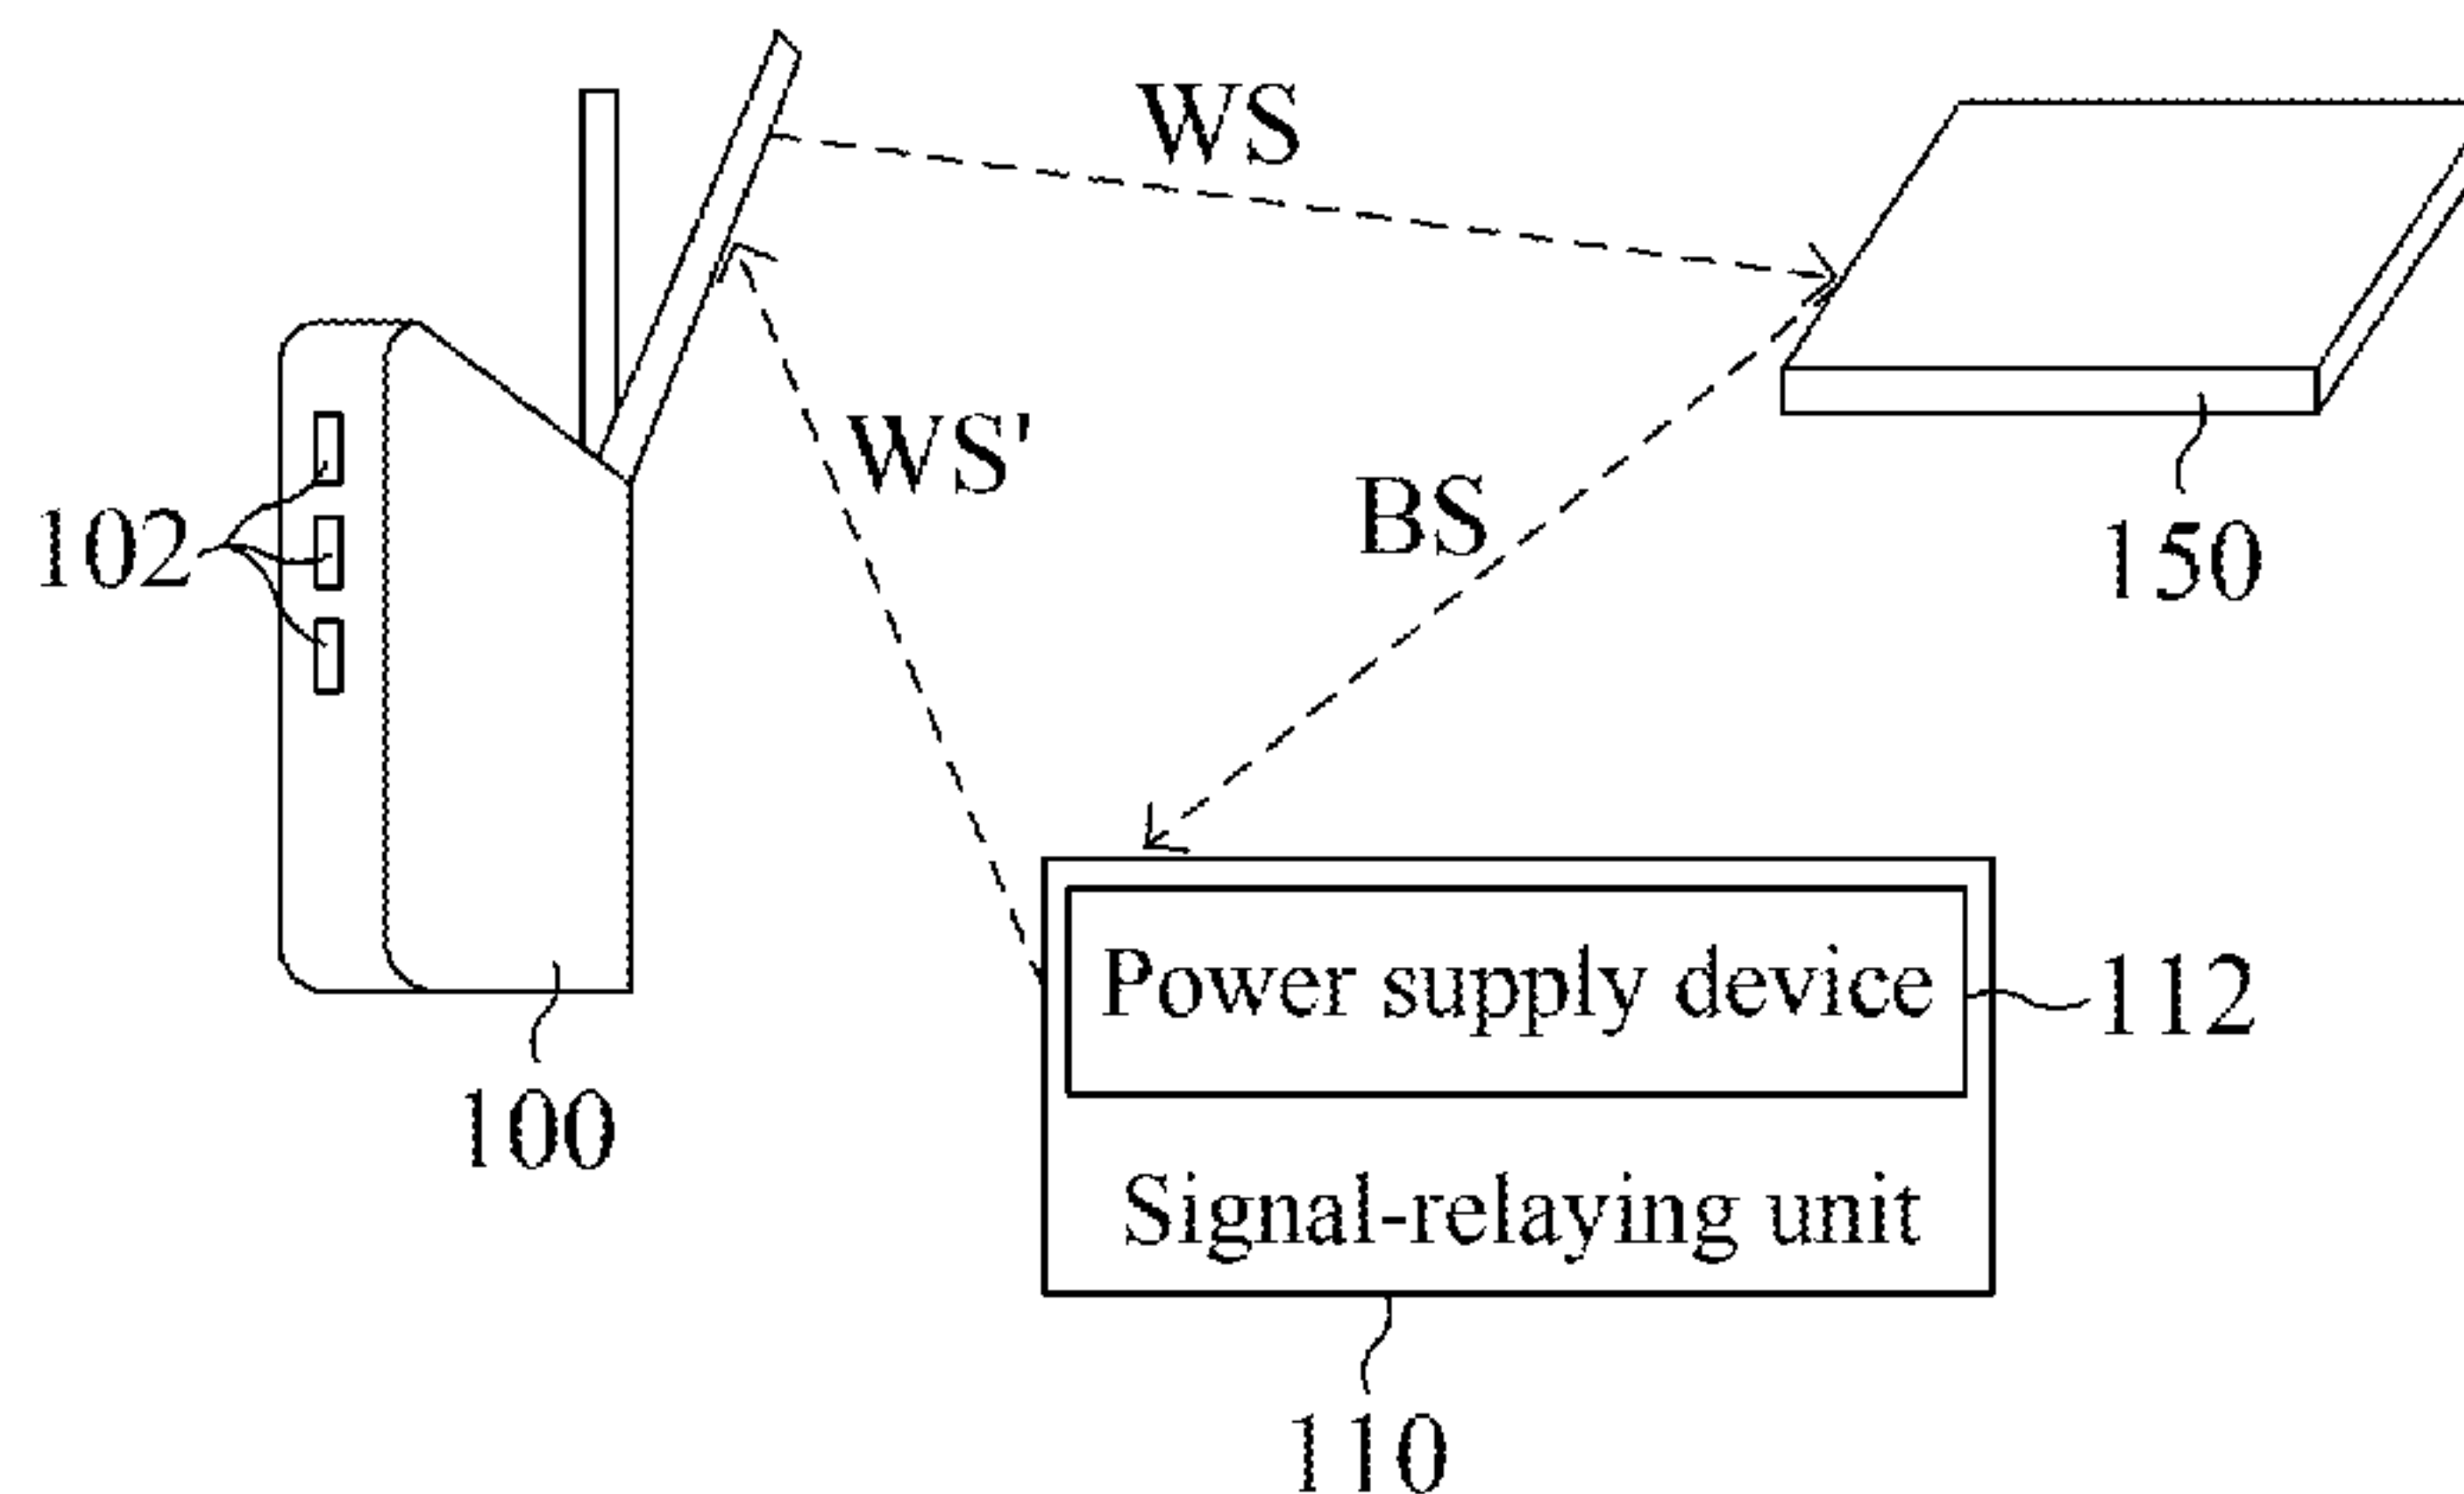 WS
WS'
BS
102
150
Power supply device
112
100
Signal-relaying unit
110